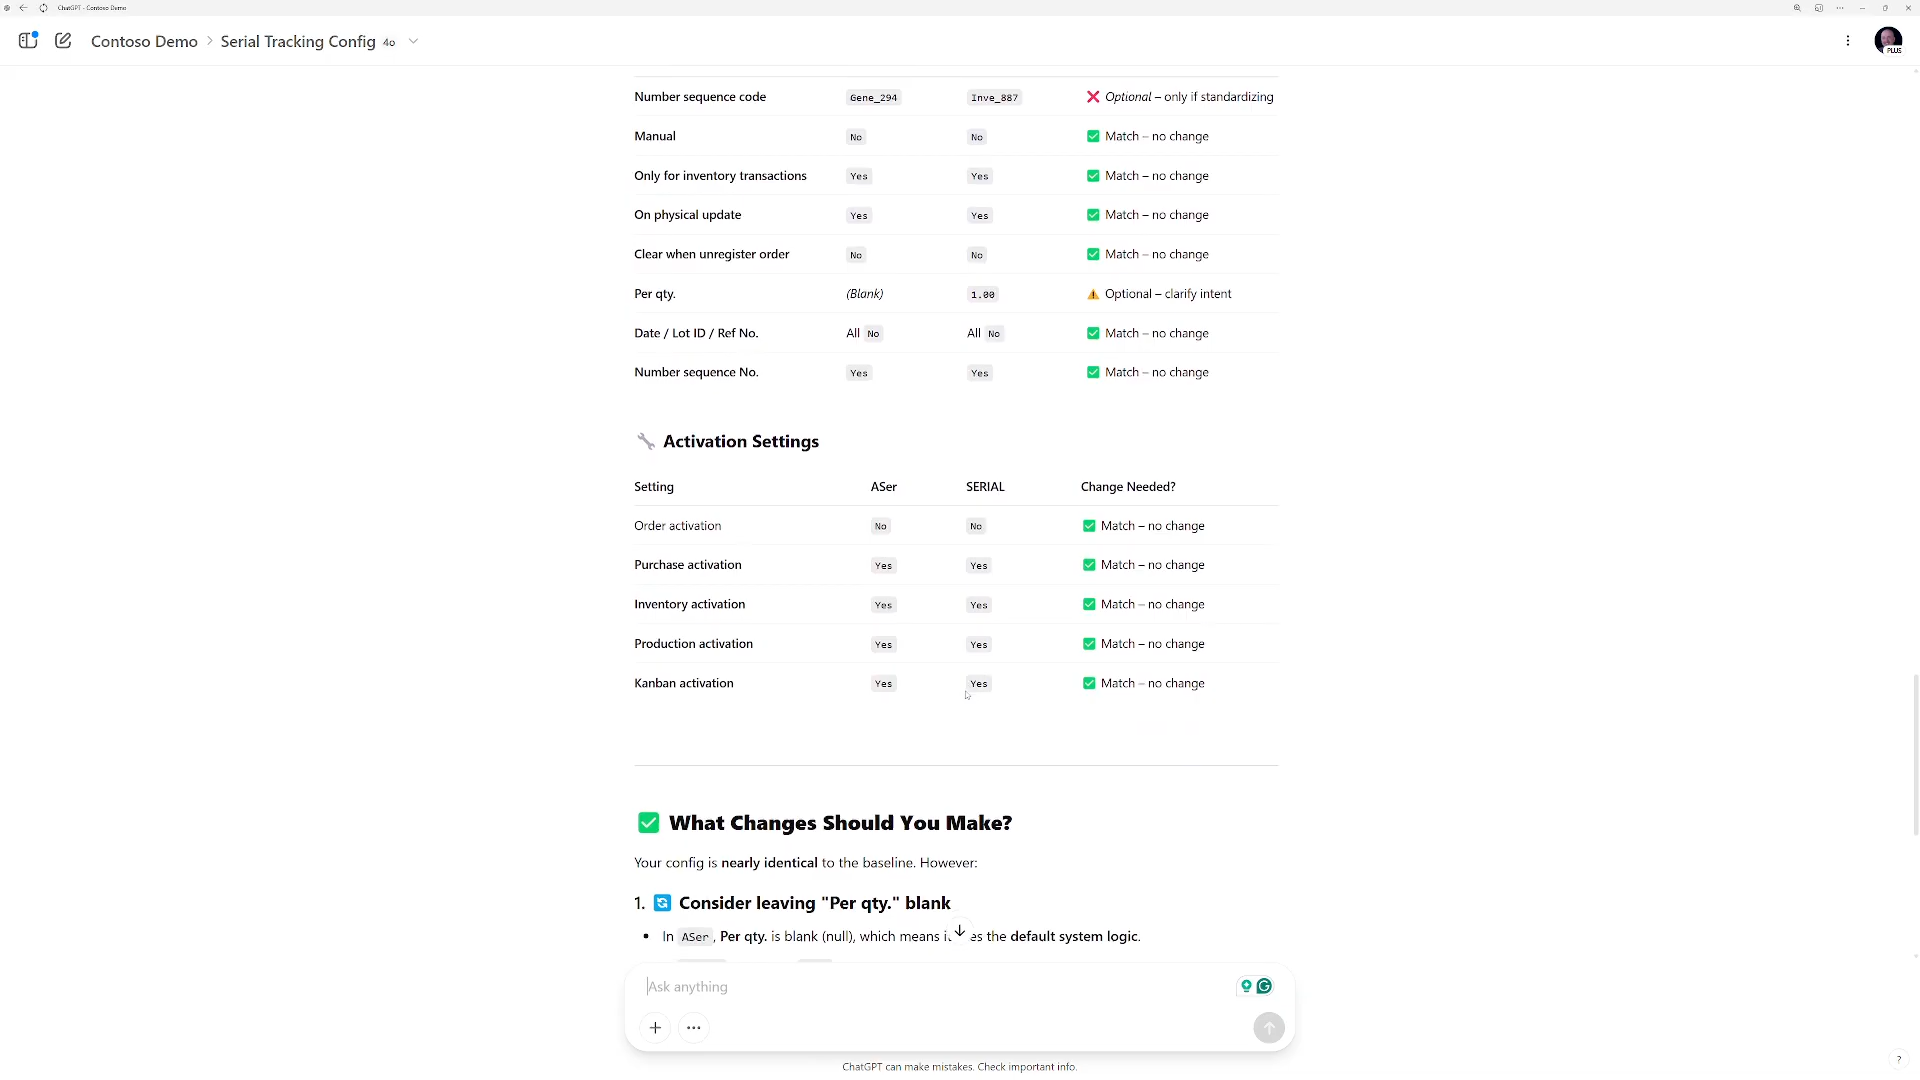 ChatGPT - Contoso Demo
Contoso Demo > Serial Tracking Config 4o
PLUS
Number sequence code Gene_294 Inve_887 ❌ Optional – only if standardizing
Manual No No ✅ Match – no change
Only for inventory transactions Yes Yes ✅ Match – no change
On physical update Yes Yes ✅ Match – no change
Clear when unregister order No No ✅ Match – no change
Per qty. (Blank) 1.00 ⚠️ Optional – clarify intent
Date / Lot ID / Ref No. All No All No ✅ Match – no change
Number sequence No. Yes Yes ✅ Match – no change
🔧 Activation Settings
Setting ASer SERIAL Change Needed?
Order activation No No ✅ Match – no change
Purchase activation Yes Yes ✅ Match – no change
Inventory activation Yes Yes ✅ Match – no change
Production activation Yes Yes ✅ Match – no change
Kanban activation Yes Yes ✅ Match – no change
✅ What Changes Should You Make?
Your config is nearly identical to the baseline. However:
1. 🔄 Consider leaving "Per qty." blank
• In ASer, Per qty. is blank (null), which means i es the default system logic.
Ask anything
ChatGPT can make mistakes. Check important info.
?